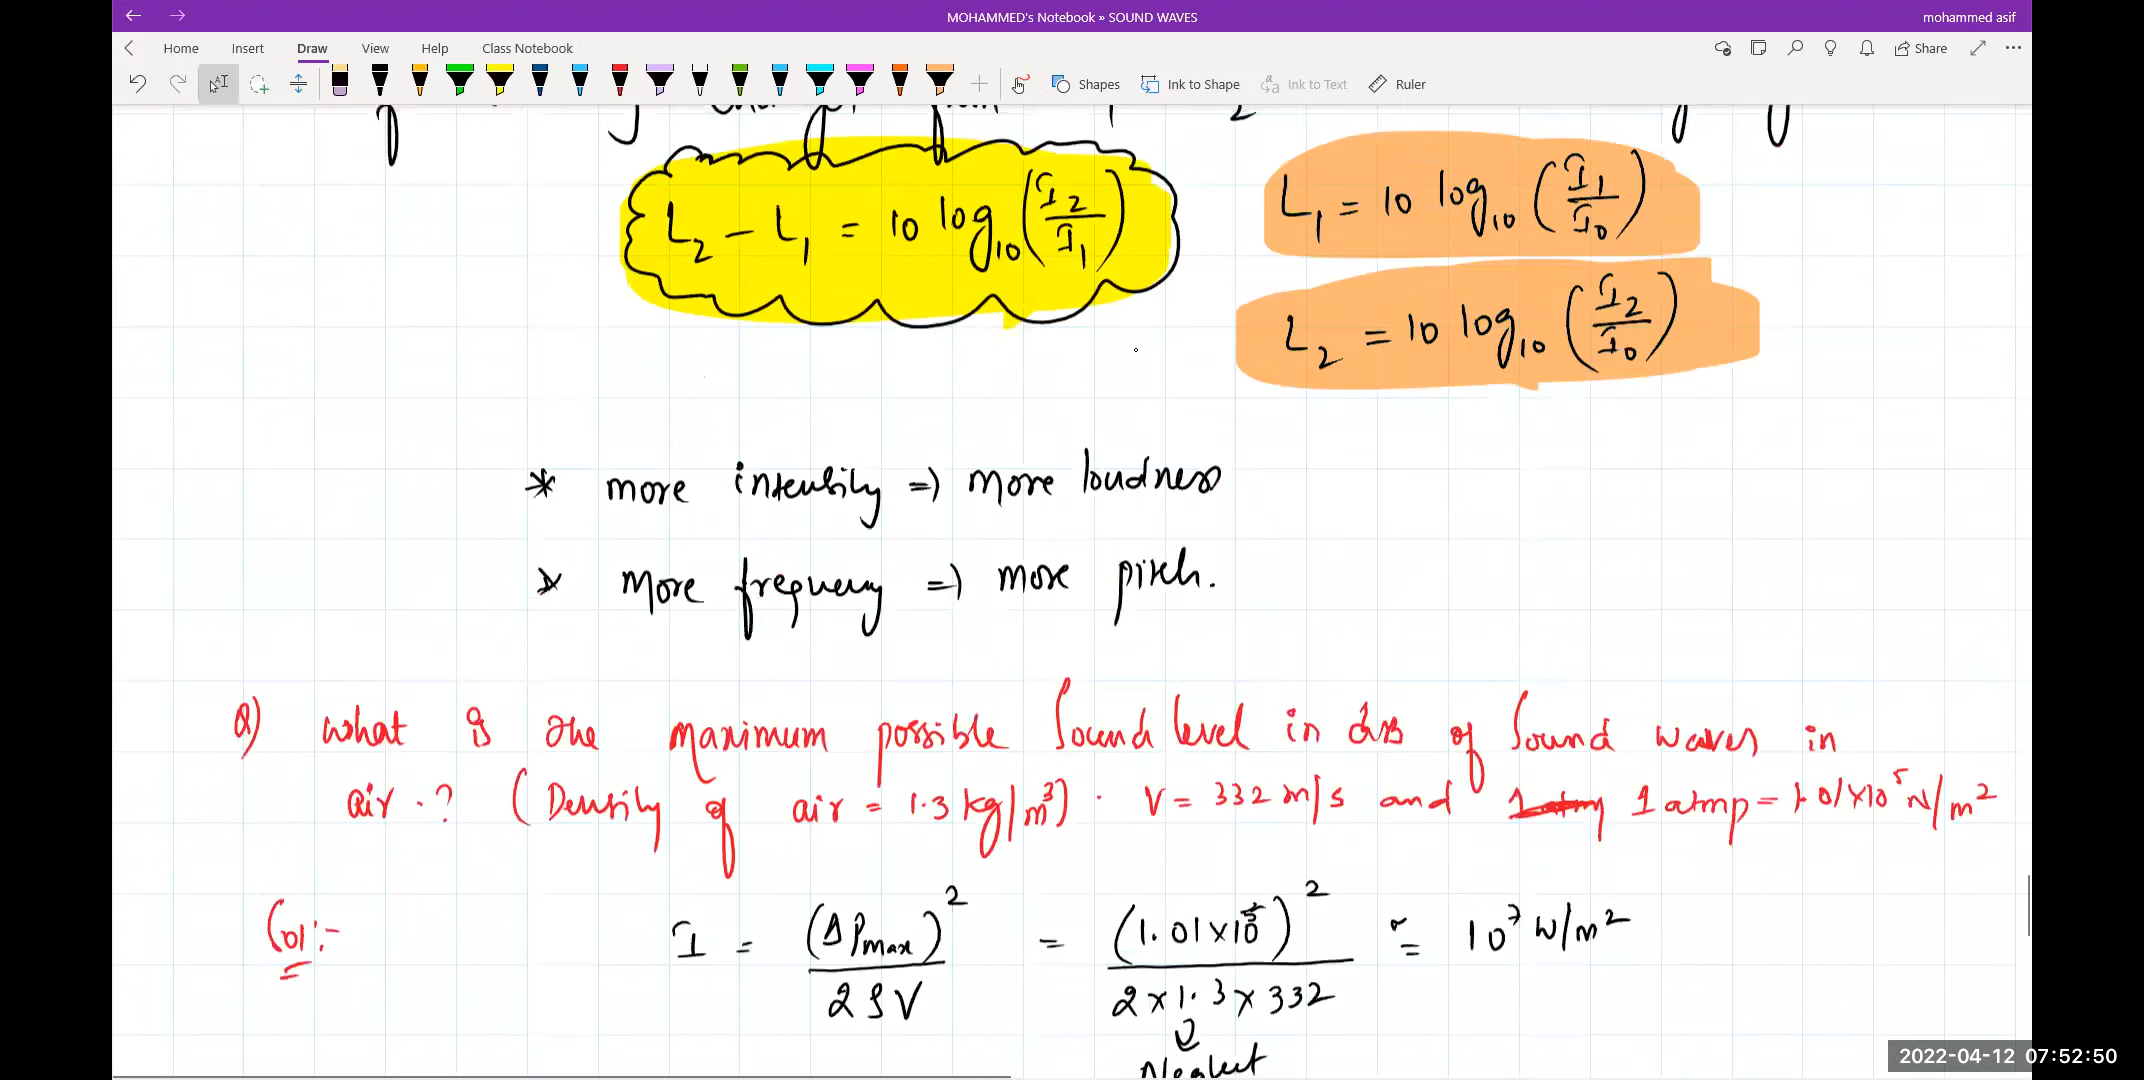 MOHAMMED's Notebook » SOUND WAVES
mohammed asif
Home Insert Draw View Help Class Notebook
Share
Shapes Ink to Shape Ink to Text Ruler
L₂ - L₁ = 10 log₁₀ (I₂/I₁)
L₁ = 10 log₁₀ (I₁/I₀)
L₂ = 10 log₁₀ (I₂/I₀)
* more intensity => more loudness
* More frequency => more pitch.
Q) What is the maximum possible Sound level in dB of Sound waves in
air.? (Density of air = 1.3 kg/m³). V = 332 m/s and 1 atmp = 1.01×10⁵ N/m²
Sol:-
I = (ΔPmax)²/2ρV = (1.01×10⁵)²/2×1.3×332 ≃ 10⁷ W/m²
Neglect
2022-04-12 07:52:50